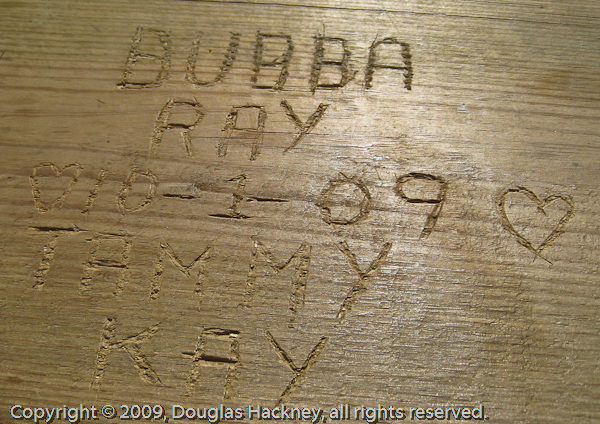 BUBBA
RAY
♡ 10-1-09 ♡
TAMMY
KAY
Copyright © 2009, Douglas Hackney, all rights reserved.